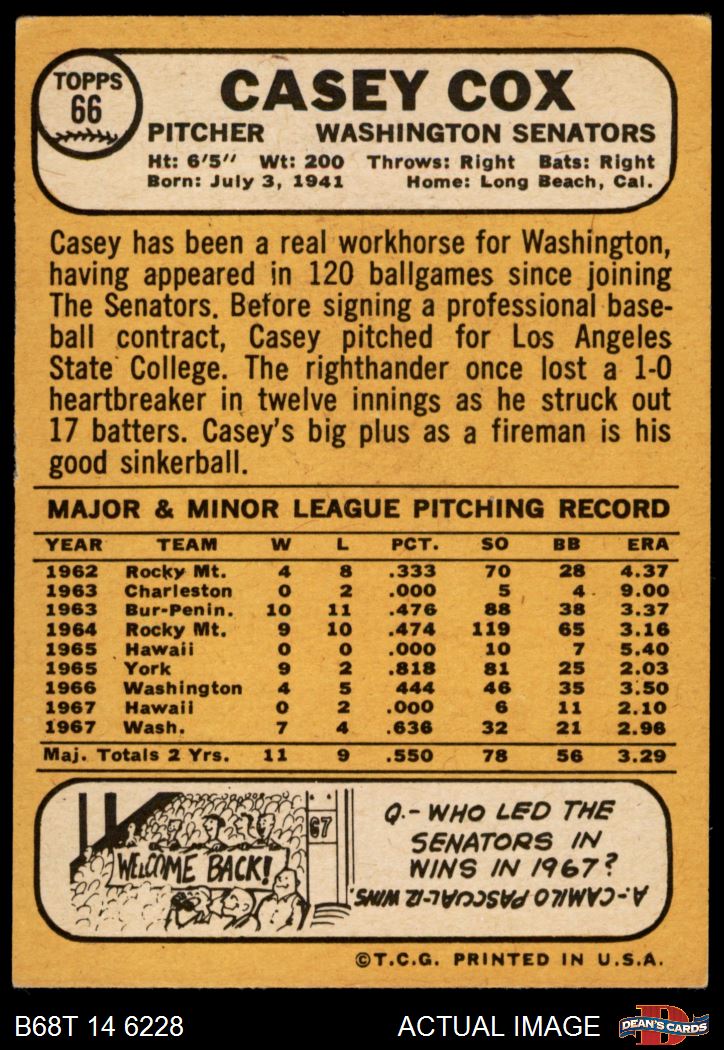 TOPPS
66
CASEY COX
PITCHER WASHINGTON SENATORS
Ht: 6'5" Wt: 200 Throws: Right Bats: Right
Born: July 3, 1941 Home: Long Beach, Cal.
Casey has been a real workhorse for Washington,
having appeared in 120 ballgames since joining
The Senators. Before signing a professional base-
ball contract, Casey pitched for Los Angeles
State College. The righthander once lost a 1-0
heartbreaker in twelve innings as he struck out
17 batters. Casey's big plus as a fireman is his
good sinkerball.
MAJOR & MINOR LEAGUE PITCHING RECORD
YEAR TEAM W L PCT. SO BB ERA
1962 Rocky Mt. 4 8 .333 70 28 4.37
1963 Charleston 0 2 .000 5 4 9.00
1963 Bur-Penin. 10 11 .476 88 38 3.37
1964 Rocky Mt. 9 10 .474 119 65 3.16
1965 Hawaii 0 0 .000 10 7 5.40
1965 York 9 2 .818 81 25 2.03
1966 Washington 4 5 444 46 35 3.50
1967 Hawaii 0 2 .000 6 11 2.10
1967 Wash. 7 4 .636 32 21 2.96
Maj. Totals 2 Yrs. 11 9 .550 78 56 3.29
67
WELCOME BACK!
Q.- WHO LED THE
SENATORS IN
WINS IN 1967?
A.-CAMILO PASCUAL-12 WINS.
©T.C.G. PRINTED IN U.S.A.
B68T 14 6228 ACTUAL IMAGE
D
DEAN'S CARDS